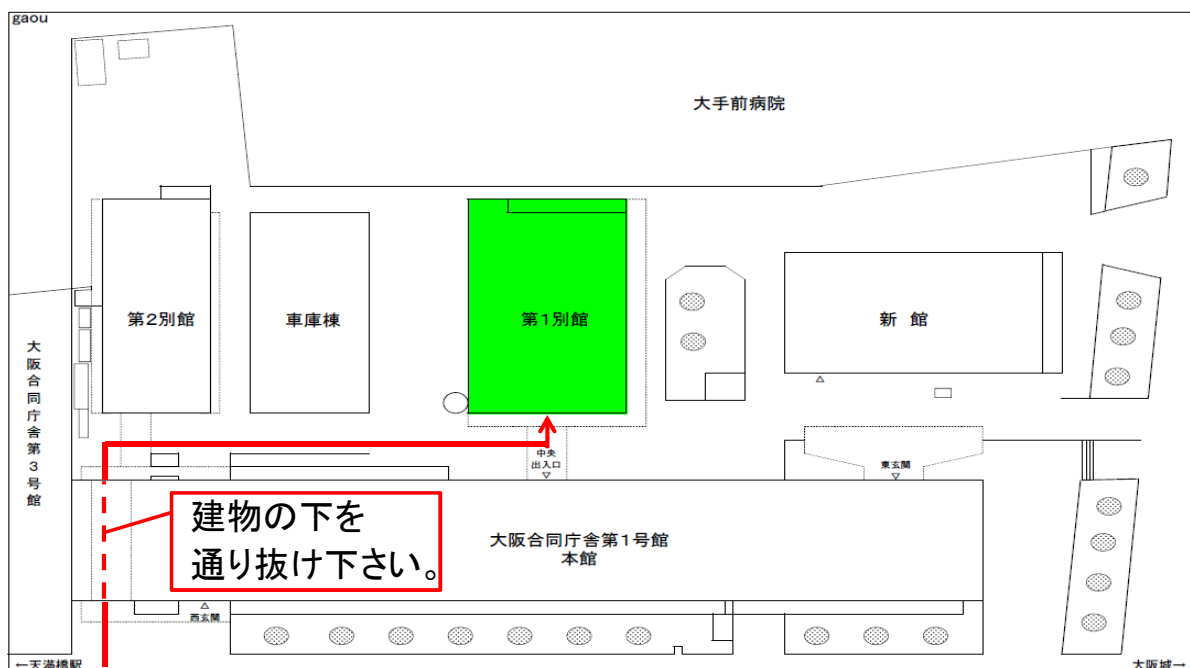 gaou
大手前病院
第2別館
車庫棟
第1別館
新 館
大阪合同庁舎第3号館
中央
出入口
▽
東玄関
▽
建物の下を
通り抜け下さい。
大阪合同庁舎第1号館
本館
△
西玄関
←天満橋駅
大阪城→